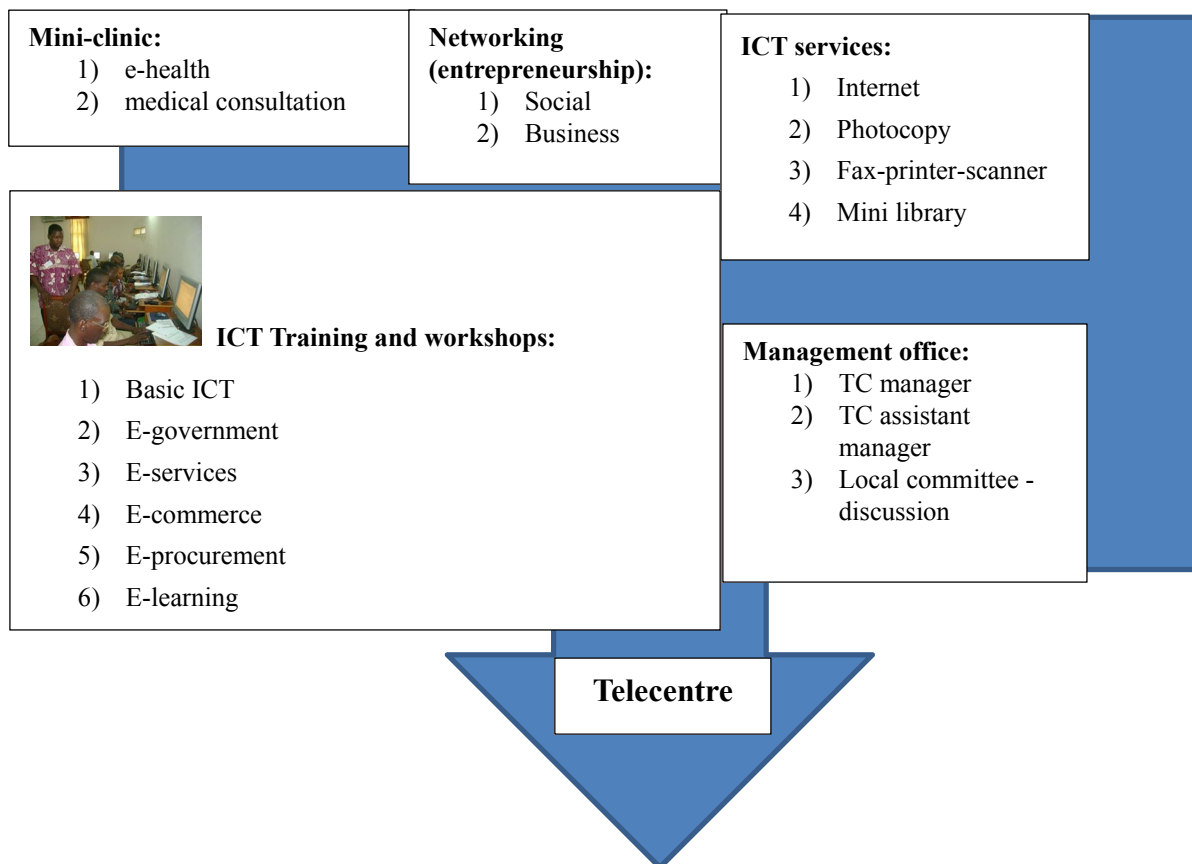 Mini-clinic:
1) e-health
2) medical consultation
Networking
(entrepreneurship):
1) Social
2) Business
ICT services:
1) Internet
2) Photocopy
3) Fax-printer-scanner
4) Mini library
ICT Training and workshops:
1) Basic ICT
2) E-government
3) E-services
4) E-commerce
5) E-procurement
6) E-learning
Management office:
1) TC manager
2) TC assistant
manager
3) Local committee -
discussion
Telecentre